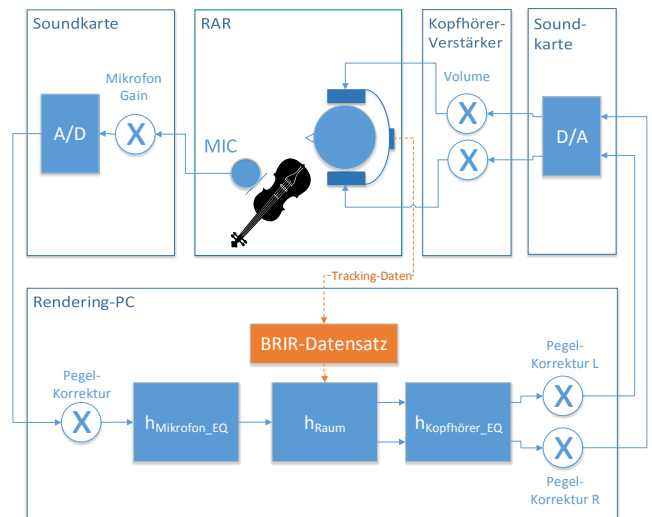 Soundkarte
RAR
Kopfhörer-
Verstärker
Sound-
karte
Mikrofon
Gain
Volume
A/D
X
MIC
X
X
D/A
Tracking-Daten
Rendering-PC
BRIR-Datensatz
Pegel-
Korrektur
Pegel-
Korrektur L
X
hMikrofon_EQ
hRaum
hKopfhörer_EQ
X
X
Pegel-
Korrektur R